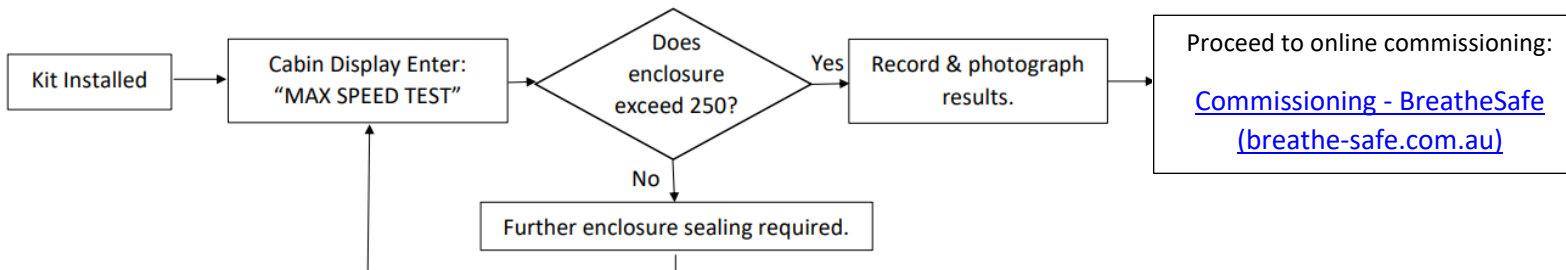 Kit Installed
Cabin Display Enter:
“MAX SPEED TEST”
Does
enclosure
exceed 250?
Yes
Record & photograph
results.
Proceed to online commissioning:
Commissioning - BreatheSafe
(breathe-safe.com.au)
No
Further enclosure sealing required.